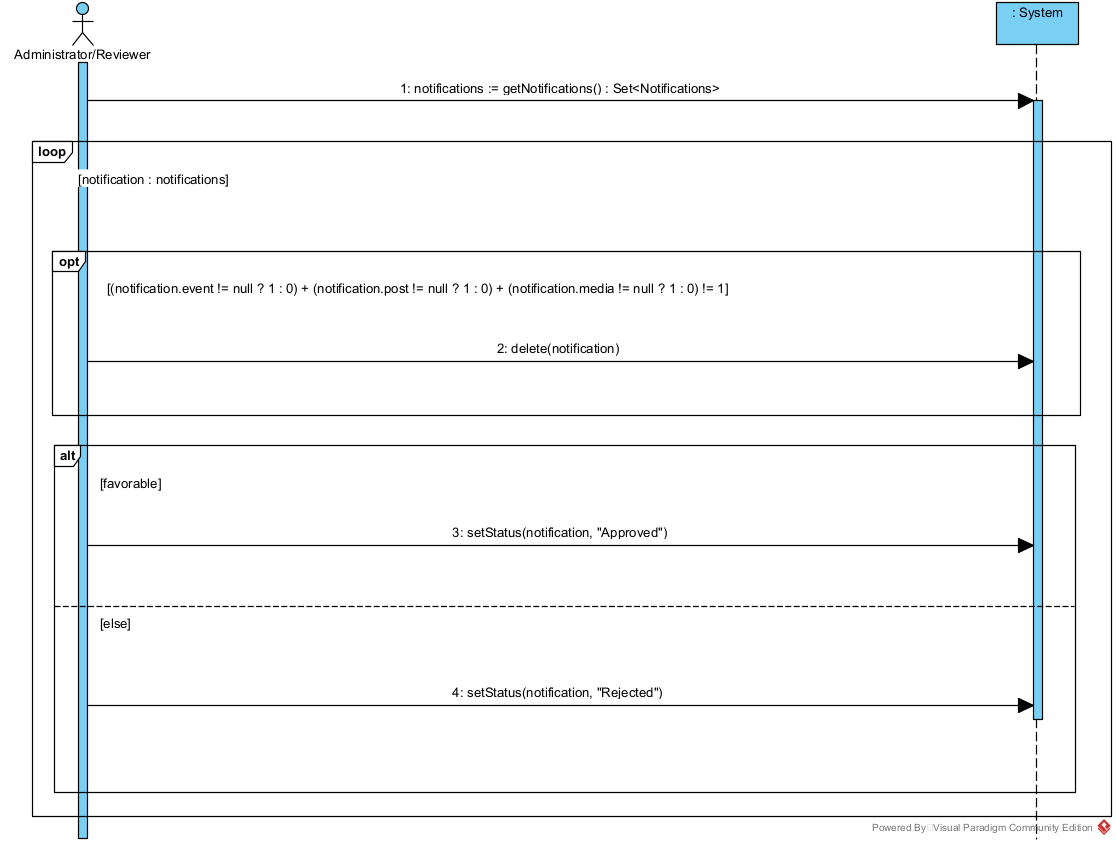 Administrator/Reviewer
: System
1: notifications := getNotifications() : Set<Notifications>
loop
[notification : notifications]
opt
[(notification.event != null ? 1 : 0) + (notification.post != null ? 1 : 0) + (notification.media != null ? 1 : 0) != 1]
2: delete(notification)
alt
[favorable]
3: setStatus(notification, "Approved")
[else]
4: setStatus(notification, "Rejected")
Powered By Visual Paradigm Community Edition